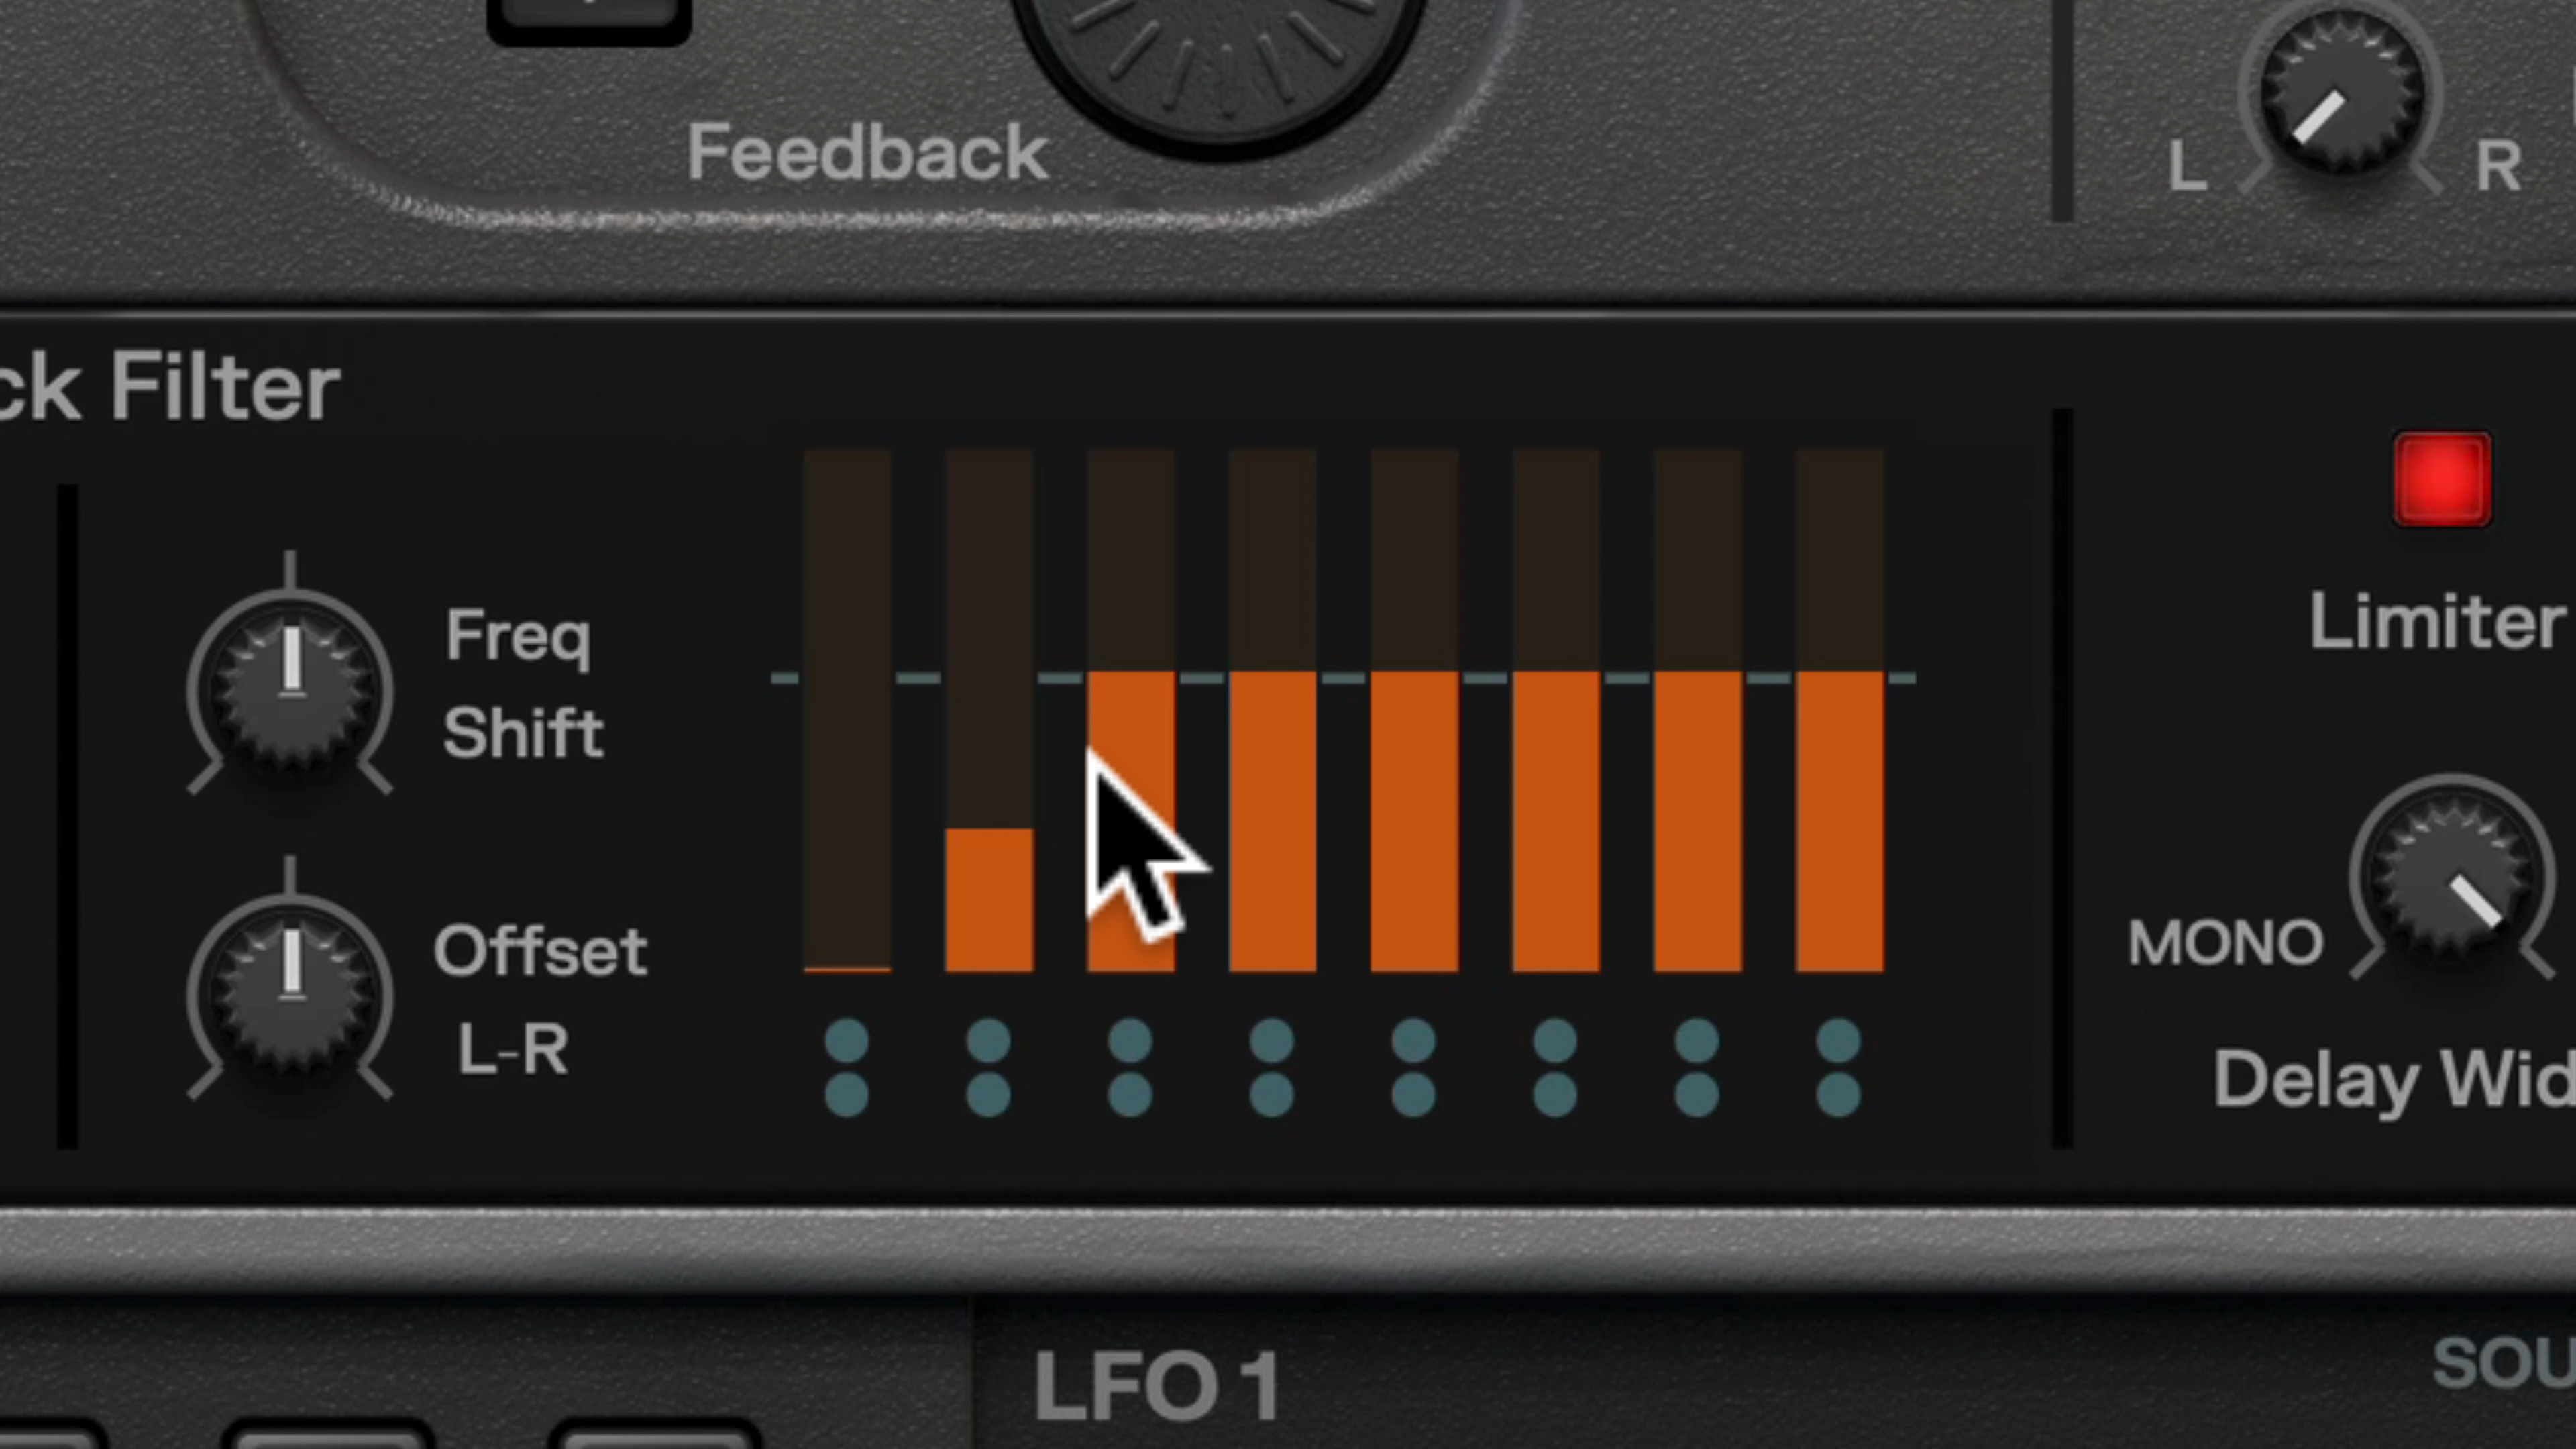 Feedback
L
R
ck Filter
Freq
Shift
Limiter
Offset
L-R
MONO
Delay Wid
LFO 1
SOU